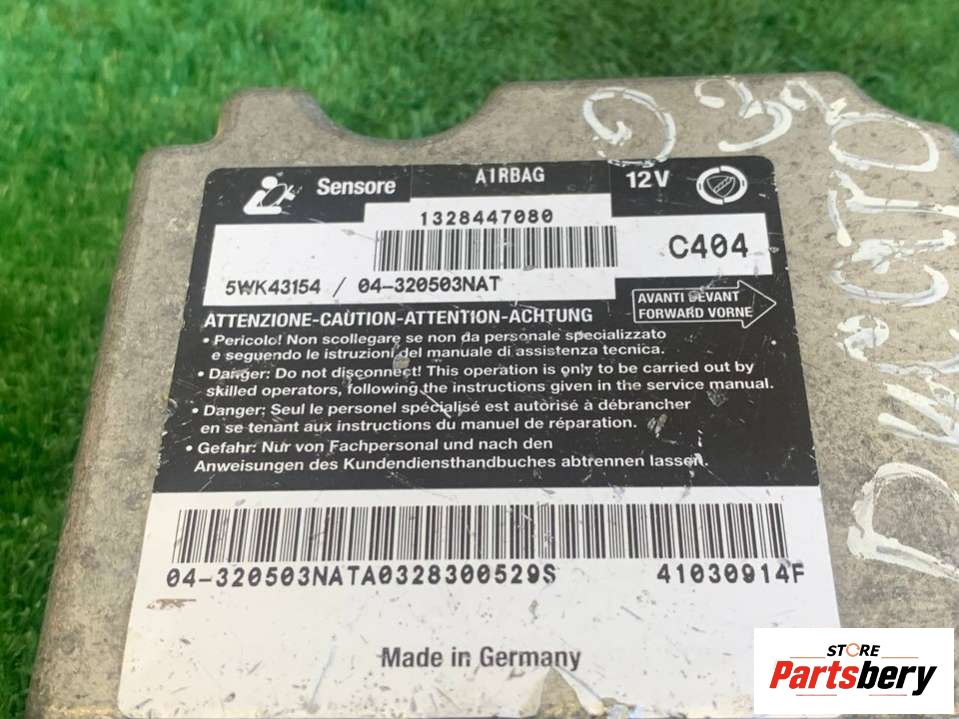 Sensore AIRBAG 12V
1328447080
C404
5WK43154 / 04-320503NAT
AVANTI DEVANT
FORWARD VORNE
ATTENZIONE-CAUTION-ATTENTION-ACHTUNG
• Pericolo! Non scollegare se non da personale specializzato
e seguendo le istruzioni del manuale di assistenza tecnica.
• Danger: Do not disconnect! This operation is only to be carried out by
skilled operators, following the instructions given in the service manual.
• Danger: Seul le personnel spécialisé est autorisé à débrancher
en se tenant aux instructions du manuel de réparation.
• Gefahr: Nur von Fachpersonal und nach den
Anweisungen des Kundendiensthandbuches abtrennen lassen.
04-320503NATA0328300529S 41030914F
Made in Germany
STORE
Partsbery